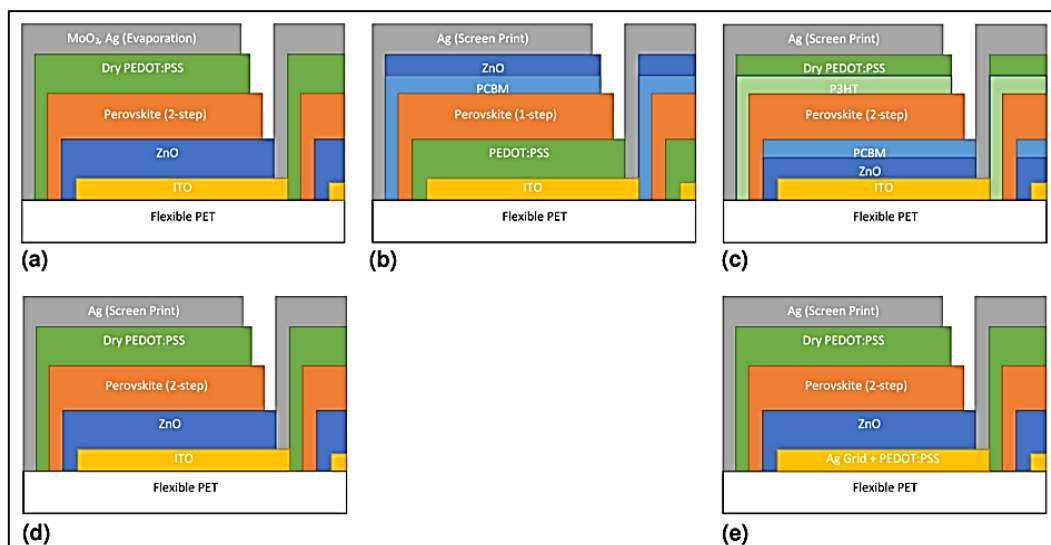 MoO₃, Ag (Evaporation)
Dry PEDOT:PSS
Perovskite (2-step)
ZnO
ITO
Flexible PET
(a)
Ag (Screen Print)
ZnO
PCBM
Perovskite (1-step)
PEDOT:PSS
ITO
Flexible PET
(b)
Ag (Screen Print)
Dry PEDOT:PSS
P3HT
Perovskite (2-step)
PCBM
ZnO
ITO
Flexible PET
(c)
Ag (Screen Print)
Dry PEDOT:PSS
Perovskite (2-step)
ZnO
ITO
Flexible PET
(d)
Ag (Screen Print)
Dry PEDOT:PSS
Perovskite (2-step)
ZnO
Ag Grid + PEDOT:PSS
Flexible PET
(e)